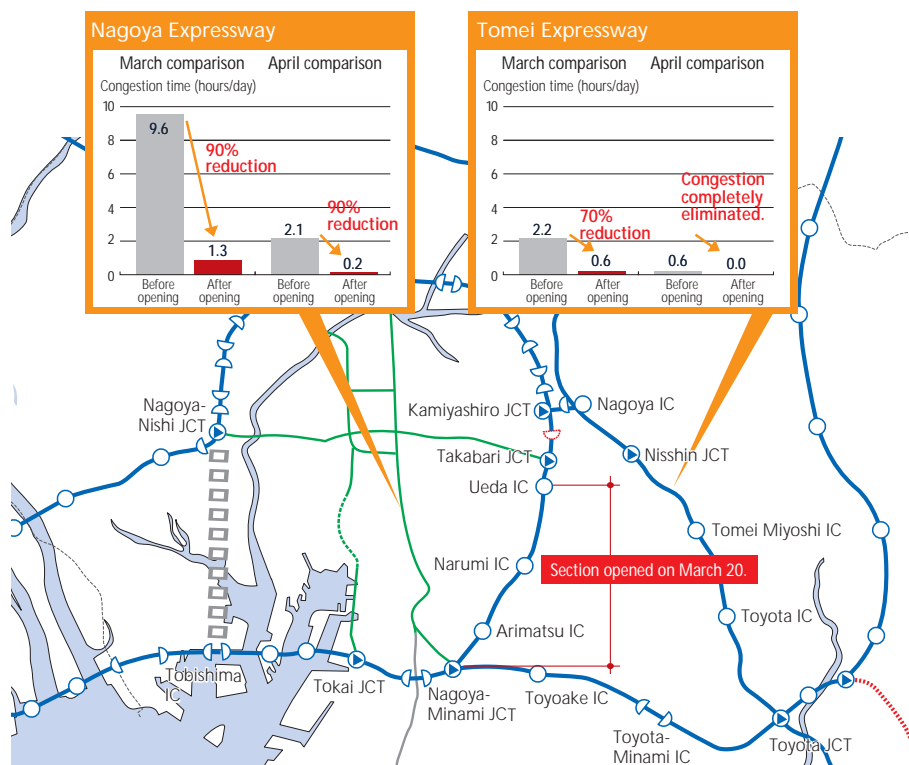 Nagoya Expressway
March comparison
April comparison
Congestion time (hours/day)
10
8
6
4
2
0
9.6
90%
reduction
1.3
2.1
90%
reduction
0.2
Before
opening
After
opening
Before
opening
After
opening
Tomei Expressway
March comparison
April comparison
Congestion time (hours/day)
10
8
6
4
2
0
2.2
70%
reduction
0.6
Congestion
completely
eliminated.
0.6
0.0
Before
opening
After
opening
Before
opening
After
opening
Nagoya-
Nishi JCT
Kamiyashiro JCT
Nagoya IC
Takabari JCT
Nisshin JCT
Ueda IC
Tomei Miyoshi IC
Narumi IC
Section opened on March 20.
Toyota IC
Arimatsu IC
Tobishima
IC
Tokai JCT
Nagoya-
Minami JCT
Toyoake IC
Toyota-
Minami IC
Toyota JCT